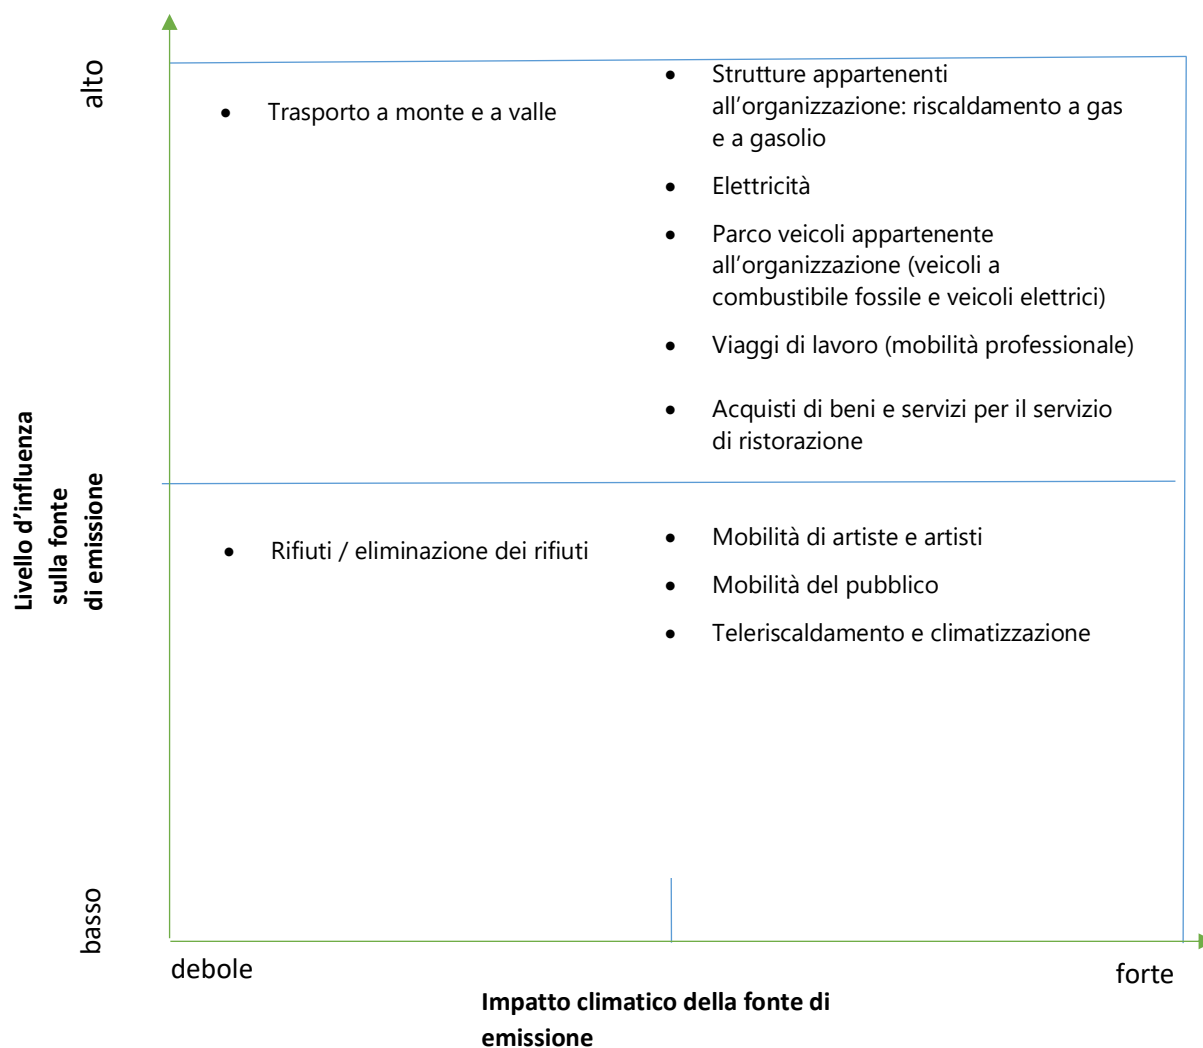 alto
• Trasporto a monte e a valle
• Strutture appartenenti
all’organizzazione: riscaldamento a gas
e a gasolio
• Elettricità
• Parco veicoli appartenente
all’organizzazione (veicoli a
combustibile fossile e veicoli elettrici)
• Viaggi di lavoro (mobilità professionale)
• Acquisti di beni e servizi per il servizio
di ristorazione
Livello d’influenza
sulla fonte
di emissione
• Rifiuti / eliminazione dei rifiuti
• Mobilità di artiste e artisti
• Mobilità del pubblico
• Teleriscaldamento e climatizzazione
basso
debole
forte
Impatto climatico della fonte di
emissione